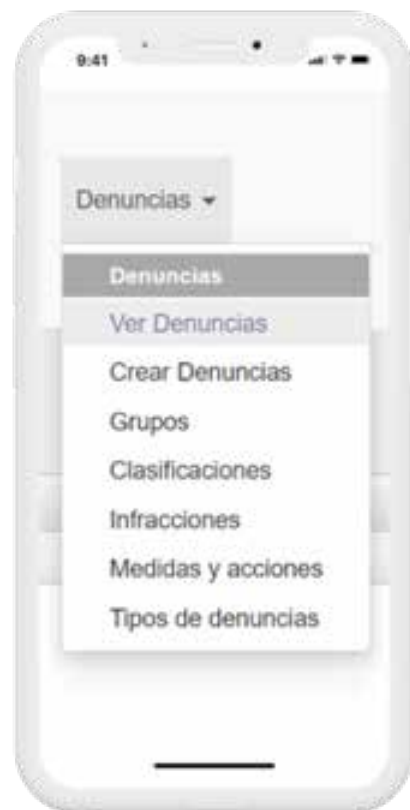 9:41
Denuncias
Denuncias
Ver Denuncias
Crear Denuncias
Grupos
Clasificaciones
Infracciones
Medidas y acciones
Tipos de denuncias